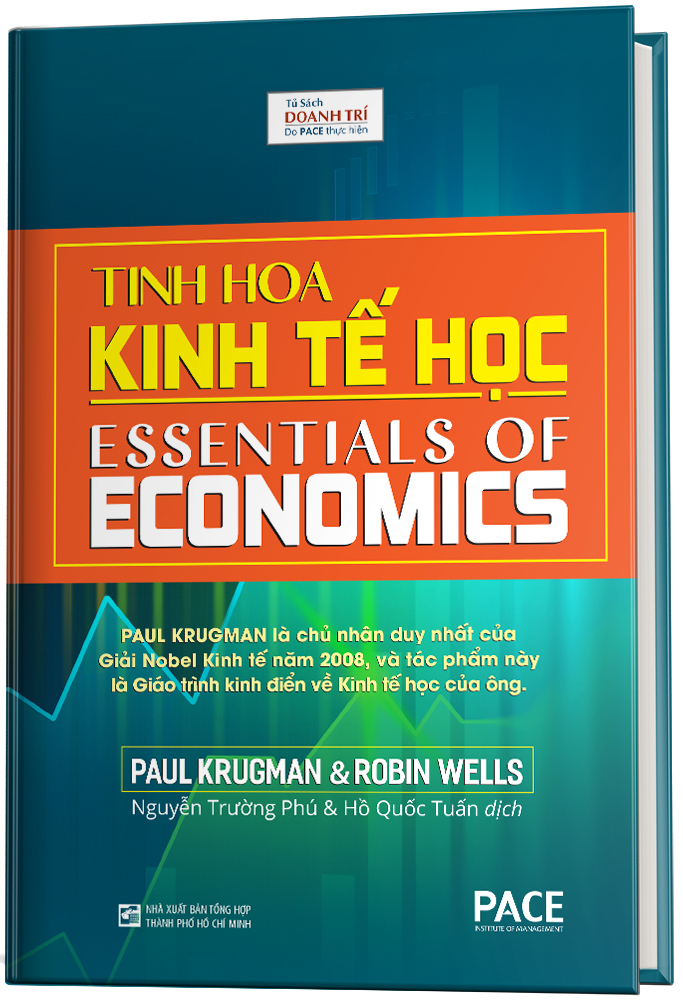 Tủ Sách
DOANH TRÍ
Do PACE thực hiện
TINH HOA
KINH TẾ HỌC
ESSENTIALS OF
ECONOMICS
PAUL KRUGMAN là chủ nhân duy nhất của
Giải Nobel Kinh tế năm 2008, và tác phẩm này
là Giáo trình kinh điển về Kinh tế học của ông.
PAUL KRUGMAN & ROBIN WELLS
Nguyễn Trường Phú & Hồ Quốc Tuấn dịch
NHÀ XUẤT BẢN TỔNG HỢP
THÀNH PHỐ HỒ CHÍ MINH
PACE
INSTITUTE OF MANAGEMENT